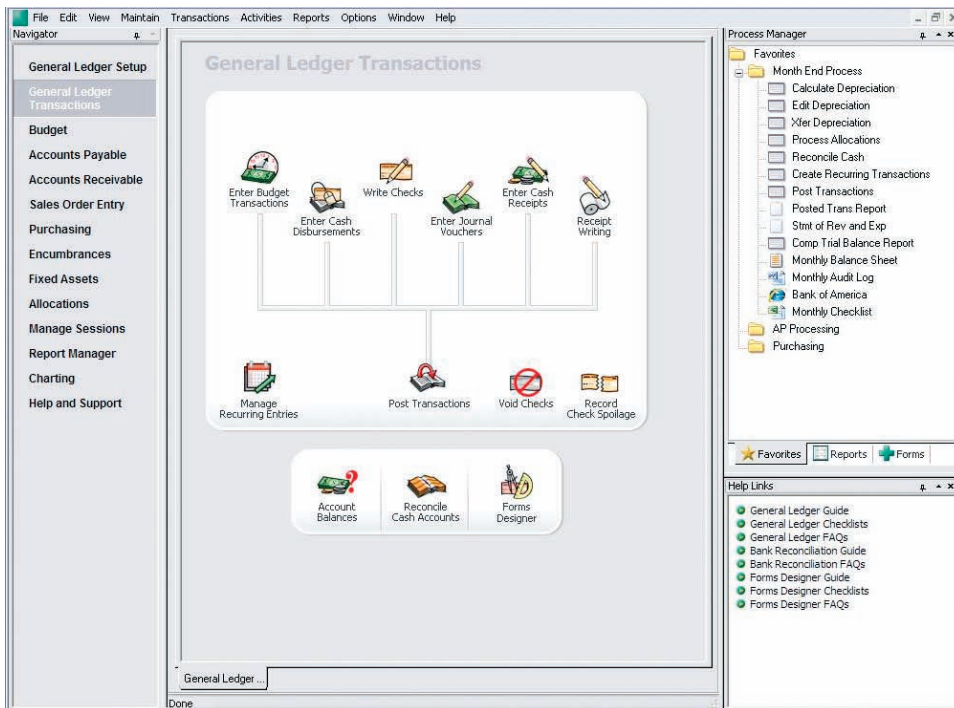 File Edit View Maintain Transactions Activities Reports Options Window Help
Navigator
General Ledger Setup
General Ledger
Transactions
Budget
Accounts Payable
Accounts Receivable
Sales Order Entry
Purchasing
Encumbrances
Fixed Assets
Allocations
Manage Sessions
Report Manager
Charting
Help and Support
General Ledger Transactions
Enter Budget
Transactions
Enter Cash
Disbursements
Write Checks
Enter Journal
Vouchers
Enter Cash
Receipts
Receipt
Writing
Manage
Recurring Entries
Post Transactions
Void Checks
Record
Check Spoilage
Account
Balances
Reconcile
Cash Accounts
Forms
Designer
General Ledger ...
Done
Process Manager
Favorites
Month End Process
Calculate Depreciation
Edit Depreciation
Xfer Depreciation
Process Allocations
Reconcile Cash
Create Recurring Transactions
Post Transactions
Posted Trans Report
Stmt of Rev and Exp
Comp Trial Balance Report
Monthly Balance Sheet
Monthly Audit Log
Bank of America
Monthly Checklist
AP Processing
Purchasing
Favorites Reports Forms
Help Links
General Ledger Guide
General Ledger Checklists
General Ledger FAQs
Bank Reconciliation Guide
Bank Reconciliation FAQs
Forms Designer Guide
Forms Designer Checklists
Forms Designer FAQs